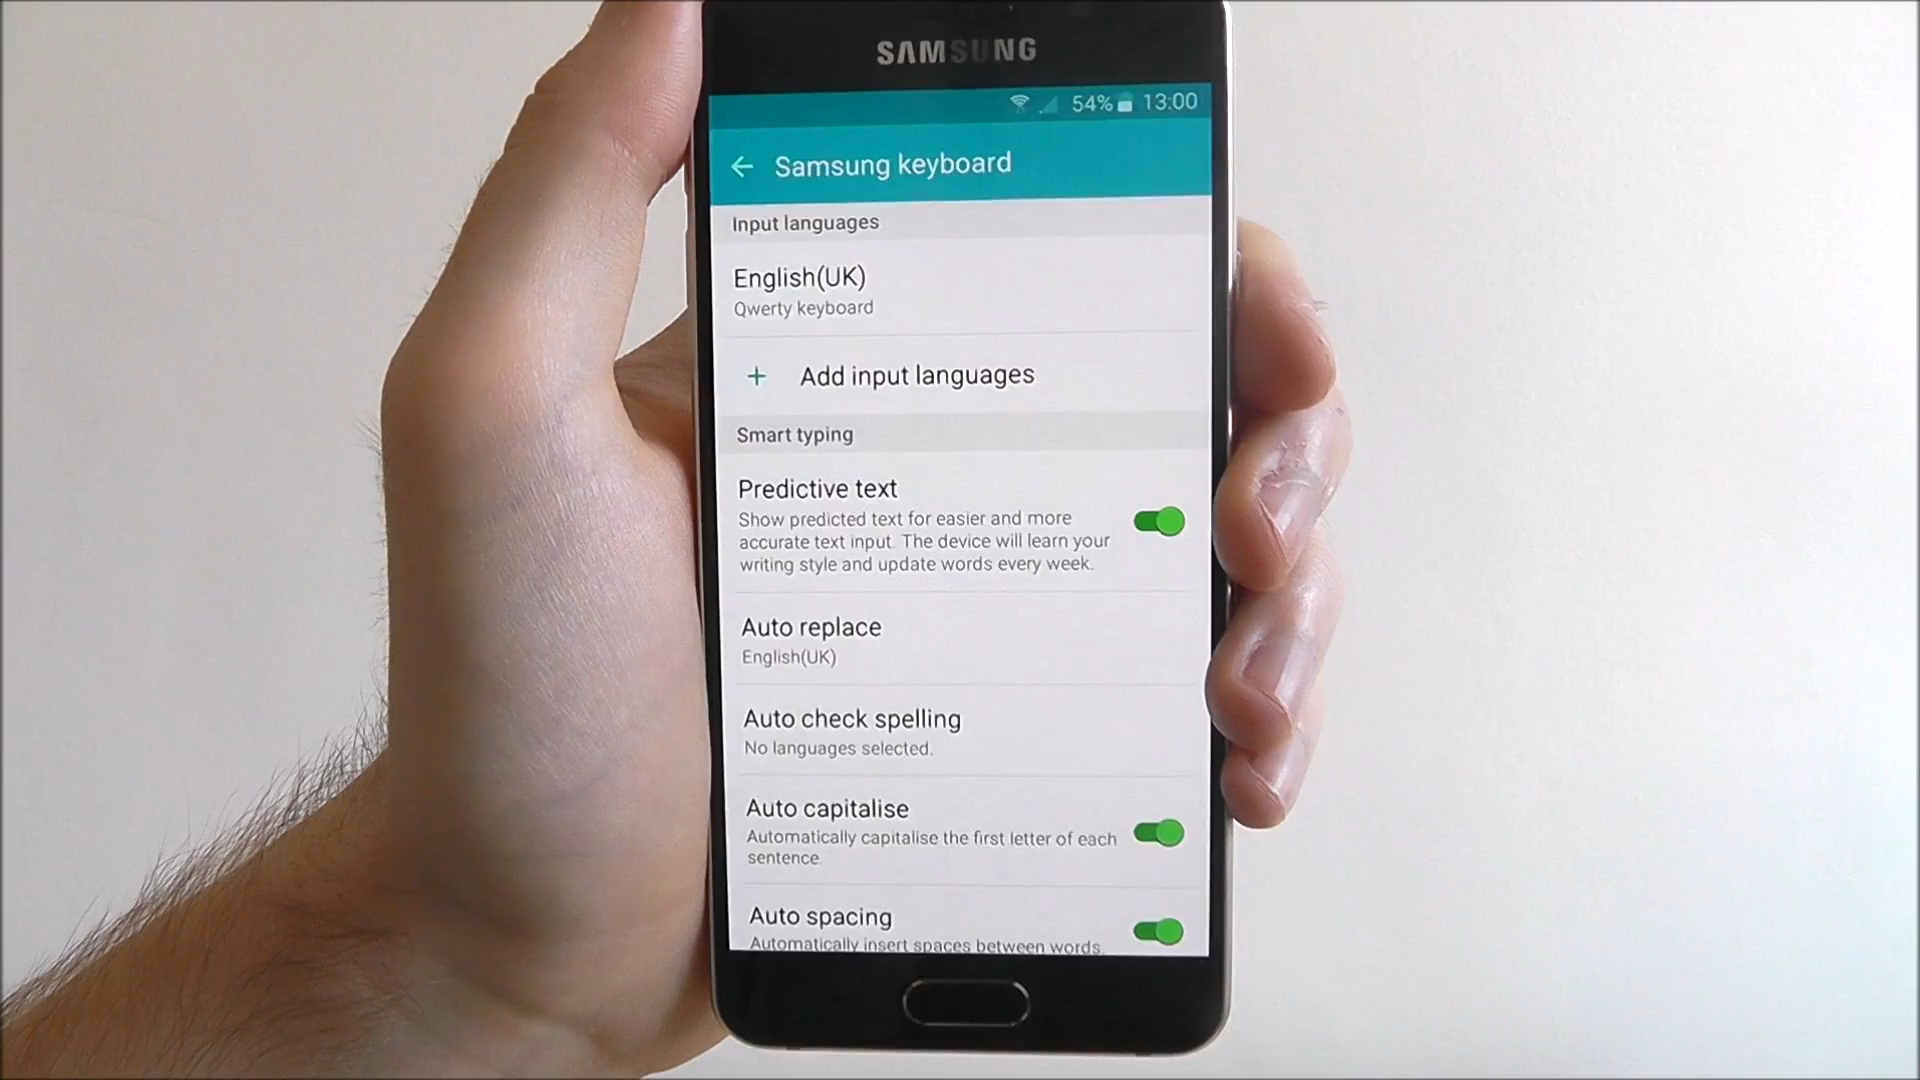 SAMSUNG
54% 13:00
Samsung keyboard
Input languages
English(UK)
Qwerty keyboard
+ Add input languages
Smart typing
Predictive text
Show predicted text for easier and more
accurate text input. The device will learn your
writing style and update words every week.
Auto replace
English(UK)
Auto check spelling
No languages selected.
Auto capitalise
Automatically capitalise the first letter of each
sentence.
Auto spacing
Automatically insert spaces between words.